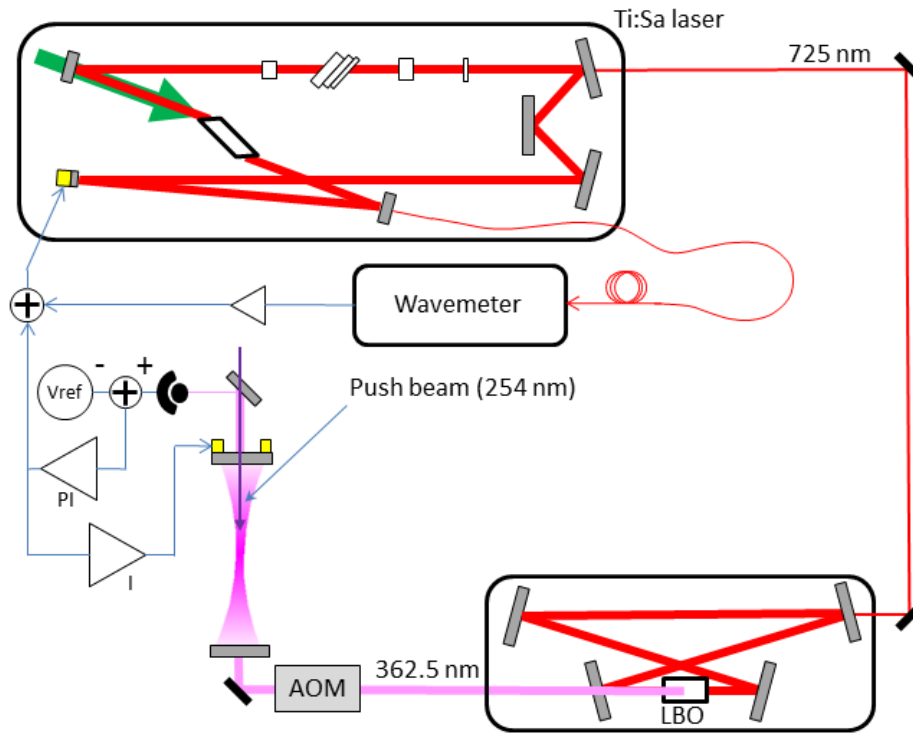 Ti:Sa laser
725 nm
Wavemeter
- +
Vref
Push beam (254 nm)
PI
I
362.5 nm
AOM
LBO